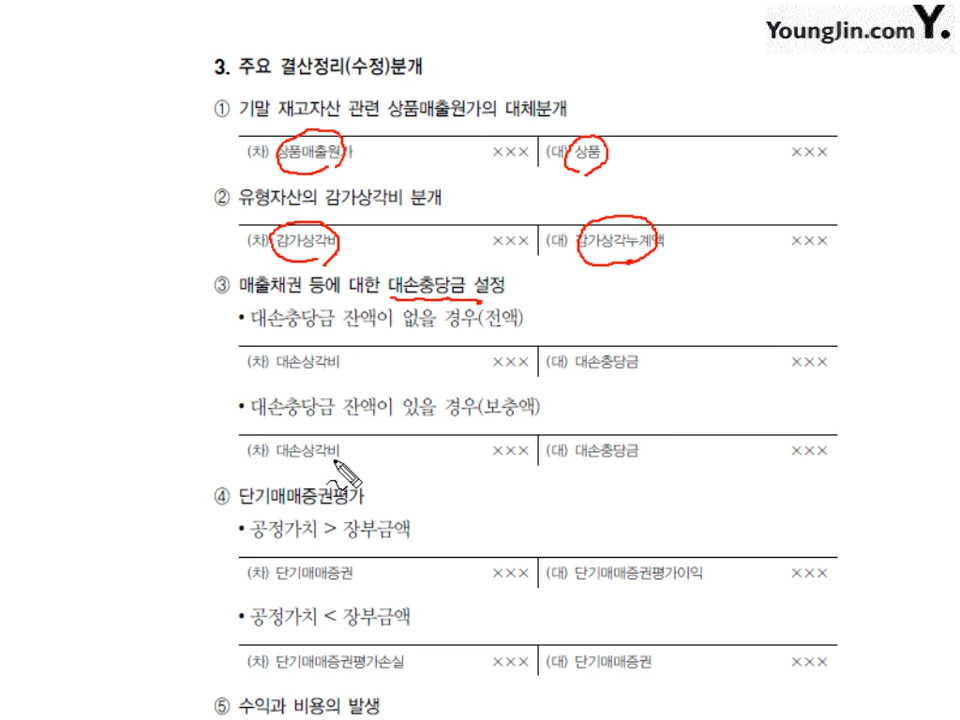 YoungJin.com Y.
3. 주요 결산정리(수정)분개
① 기말 재고자산 관련 상품매출원가의 대체분개
(차) 상품매출원가 ××× (대) 상품 ×××
② 유형자산의 감가상각비 분개
(차) 감가상각비 ××× (대) 감가상각누계액 ×××
③ 매출채권 등에 대한 대손충당금 설정
• 대손충당금 잔액이 없을 경우(전액)
(차) 대손상각비 ××× (대) 대손충당금 ×××
• 대손충당금 잔액이 있을 경우(보충액)
(차) 대손상각비 ××× (대) 대손충당금 ×××
④ 단기매매증권평가
• 공정가치 > 장부금액
(차) 단기매매증권 ××× (대) 단기매매증권평가이익 ×××
• 공정가치 < 장부금액
(차) 단기매매증권평가손실 ××× (대) 단기매매증권 ×××
⑤ 수익과 비용의 발생